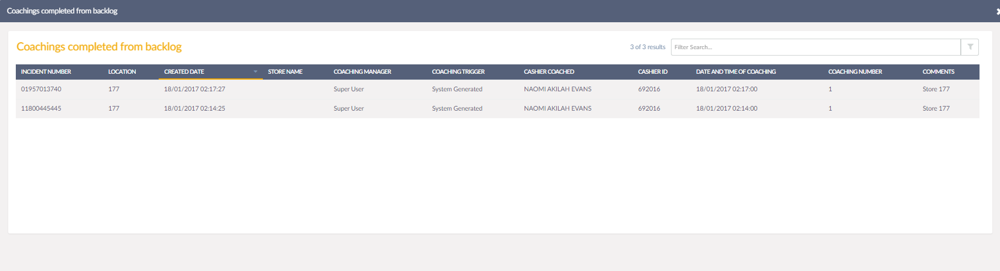 Coachings completed from backlog
Coachings completed from backlog
3 of 3 results Filter Search...
INCIDENT NUMBER LOCATION CREATED DATE STORE NAME COACHING MANAGER COACHING TRIGGER CASHIER COACHED CASHIER ID DATE AND TIME OF COACHING COACHING NUMBER COMMENTS
01957013740 177 18/01/2017 02:17:27 Super User System Generated NAOMI AKILAH EVANS 692016 18/01/2017 02:17:00 1 Store 177
11800445445 177 18/01/2017 02:14:25 Super User System Generated NAOMI AKILAH EVANS 692016 18/01/2017 02:14:00 1 Store 177